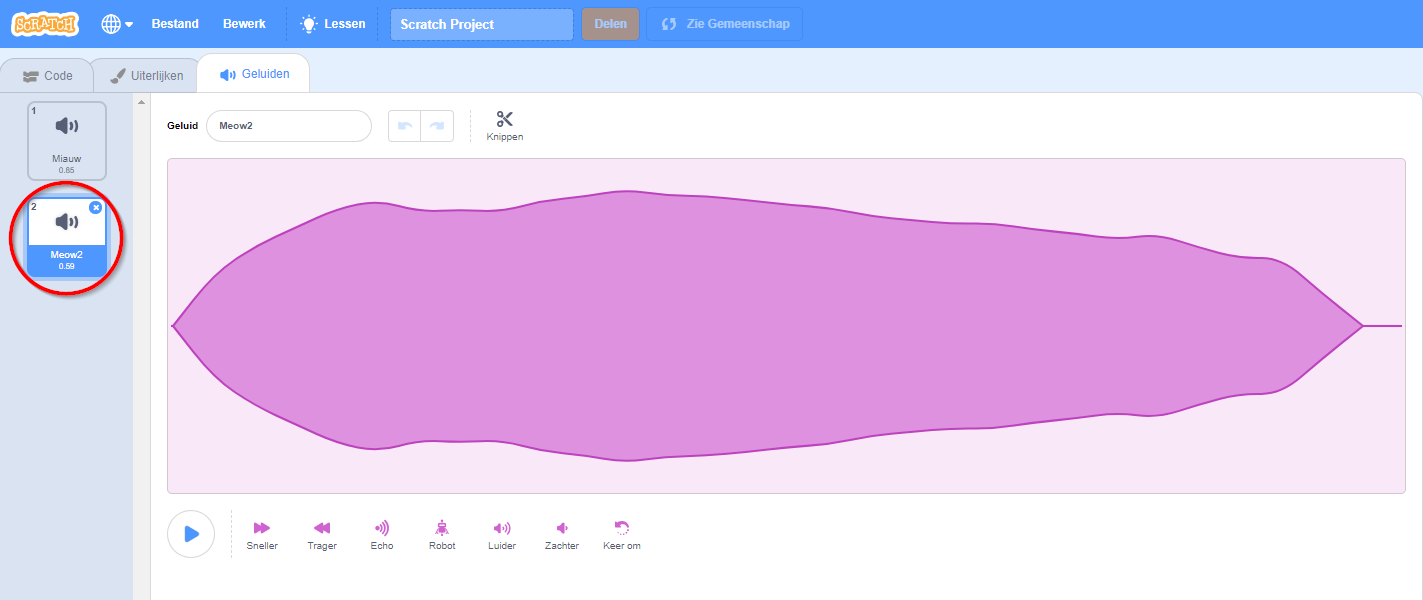 SCRATCH Bestand Bewerk Lessen Scratch Project Delen Zie Gemeenschap
Code Uiterlijken Geluiden
1
Miauw
0.85
2
Meow2
0.59
Geluid Meow2
Knippen
Sneller Trager Echo Robot Luider Zachter Keer om